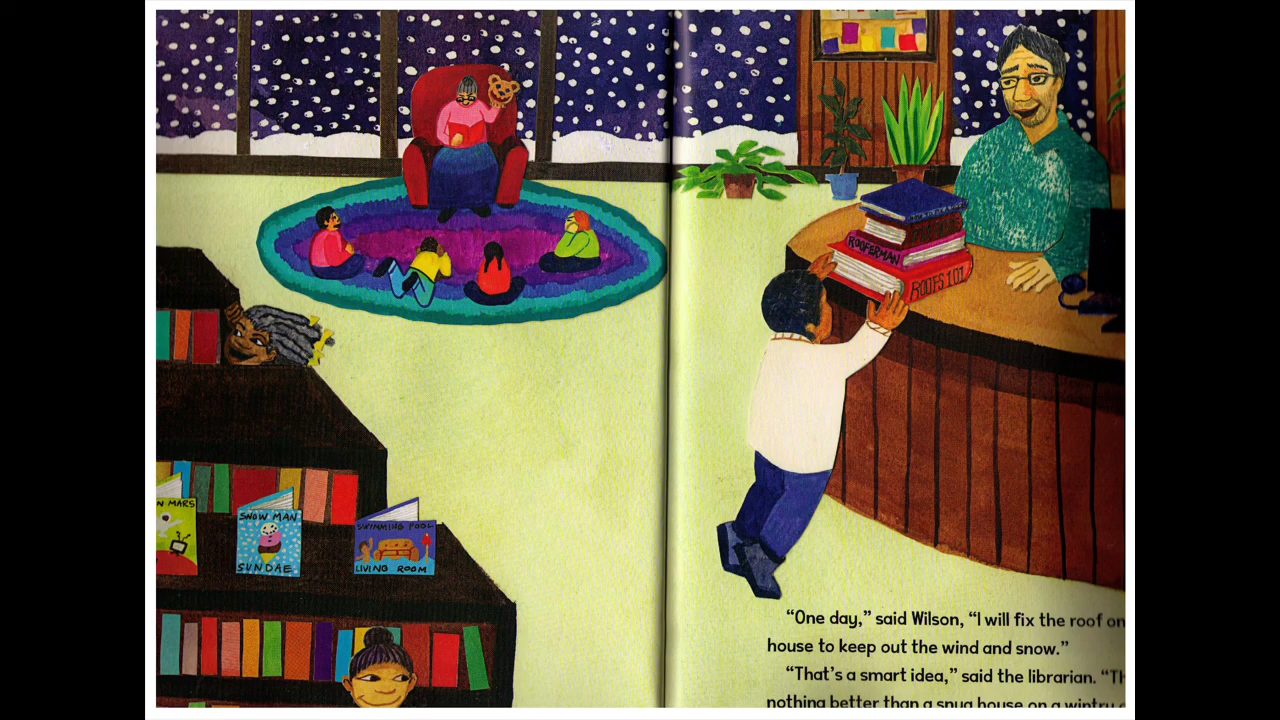 ROOFERMAN
ROOFS 101
N MARS
SNOW MAN
SUNDAE
SWIMMING POOL
LIVING ROOM
“One day,” said Wilson, “I will fix the roof on
house to keep out the wind and snow.”
“That’s a smart idea,” said the librarian. “Th
nothing better than a snug house on a wintry